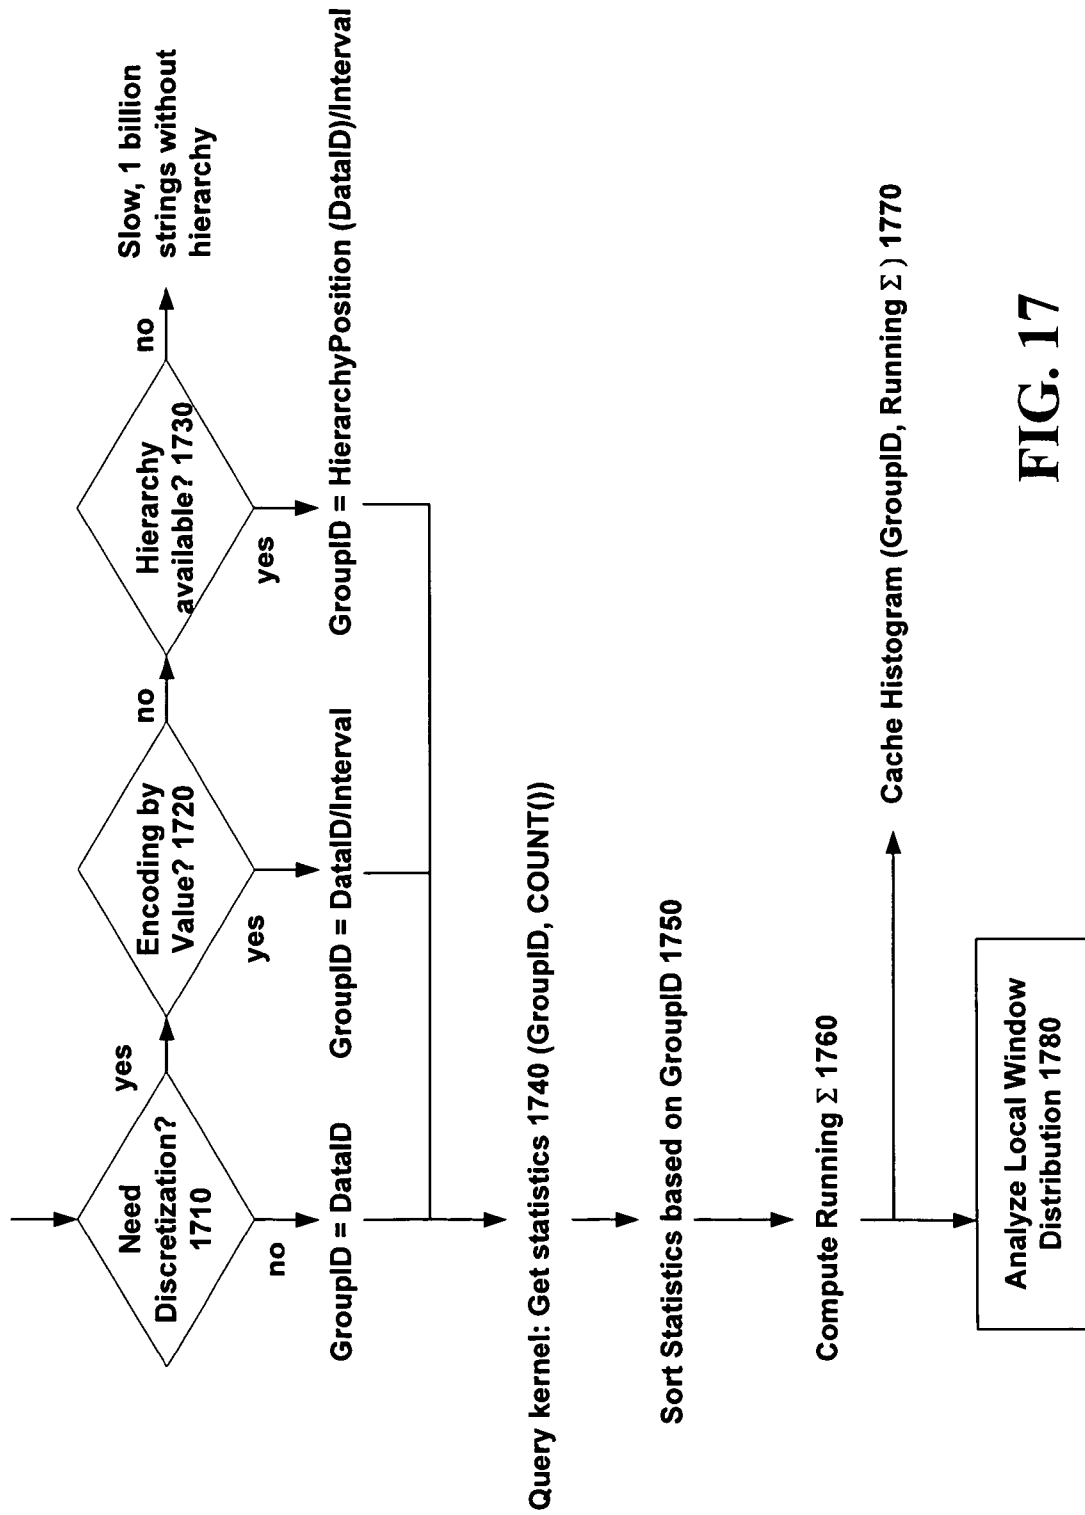 Need
Discretization?
1710
yes
no
Encoding by
Value? 1720
no
yes
Hierarchy
available? 1730
no
yes
Slow, 1 billion
strings without
hierarchy
GroupID = DataID
GroupID = DataID/Interval
GroupID = HierarchyPosition (DataID)/Interval
Query kernel: Get statistics 1740 (GroupID, COUNT())
Sort Statistics based on GroupID 1750
Compute Running Σ 1760
Cache Histogram (GroupID, Running Σ ) 1770
Analyze Local Window
Distribution 1780
FIG. 17